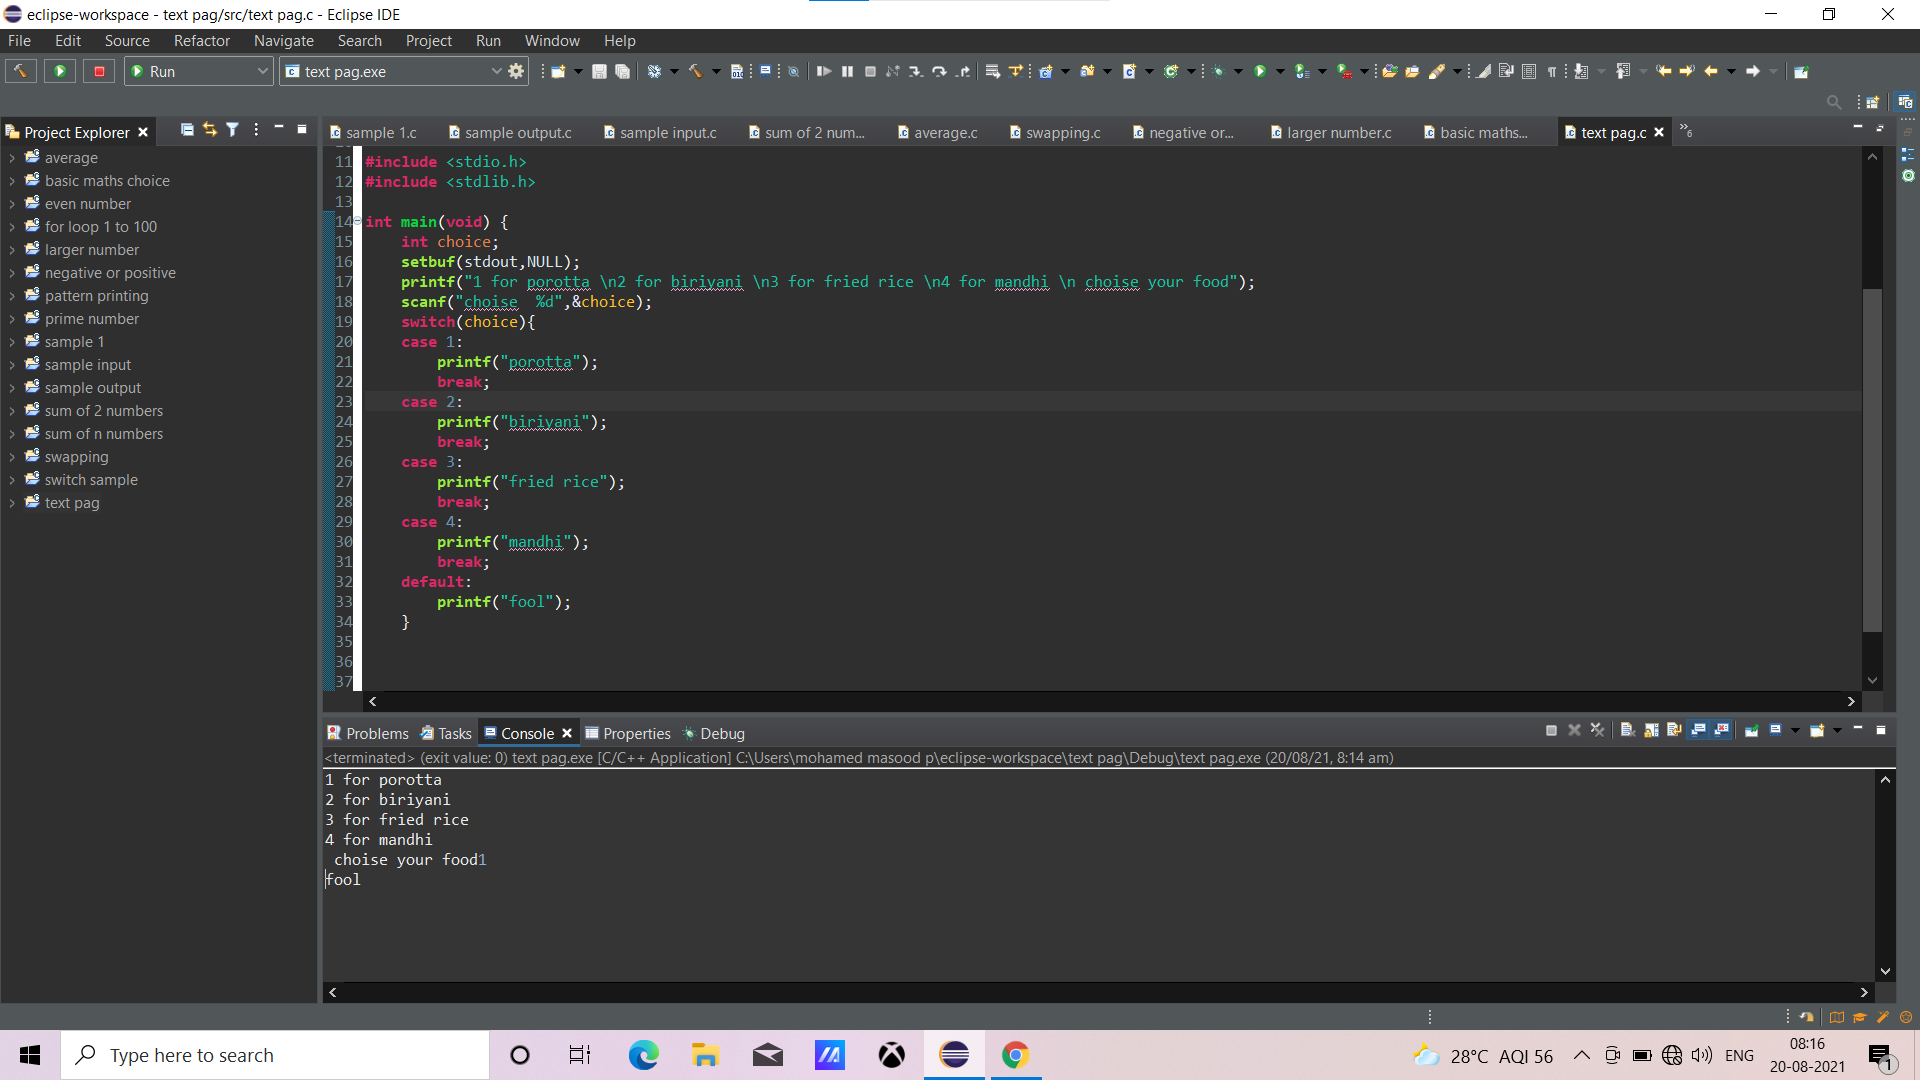 eclipse-workspace - text pag/src/text pag.c - Eclipse IDE
File Edit Source Refactor Navigate Search Project Run Window Help
Run text pag.exe
Project Explorer
average
basic maths choice
even number
for loop 1 to 100
larger number
negative or positive
pattern printing
prime number
sample 1
sample input
sample output
sum of 2 numbers
sum of n numbers
swapping
switch sample
text pag
sample 1.c sample output.c sample input.c sum of 2 num... average.c swapping.c negative or... larger number.c basic maths... text pag.c »6
11 #include <stdio.h>
12 #include <stdlib.h>
13
14 int main(void) {
15 int choice;
16 setbuf(stdout,NULL);
17 printf("1 for porotta \n2 for biriyani \n3 for fried rice \n4 for mandhi \n choise your food");
18 scanf("choise  %d",&choice);
19 switch(choice){
20 case 1:
21 printf("porotta");
22 break;
23 case 2:
24 printf("biriyani");
25 break;
26 case 3:
27 printf("fried rice");
28 break;
29 case 4:
30 printf("mandhi");
31 break;
32 default:
33 printf("fool");
34 }
35
36
37
Problems Tasks Console Properties Debug
<terminated> (exit value: 0) text pag.exe [C/C++ Application] C:\Users\mohamed masood p\eclipse-workspace\text pag\Debug\text pag.exe (20/08/21, 8:14 am)
1 for porotta
2 for biriyani
3 for fried rice
4 for mandhi
choise your food1
fool
Type here to search
28°C AQI 56
ENG
08:16
20-08-2021
1